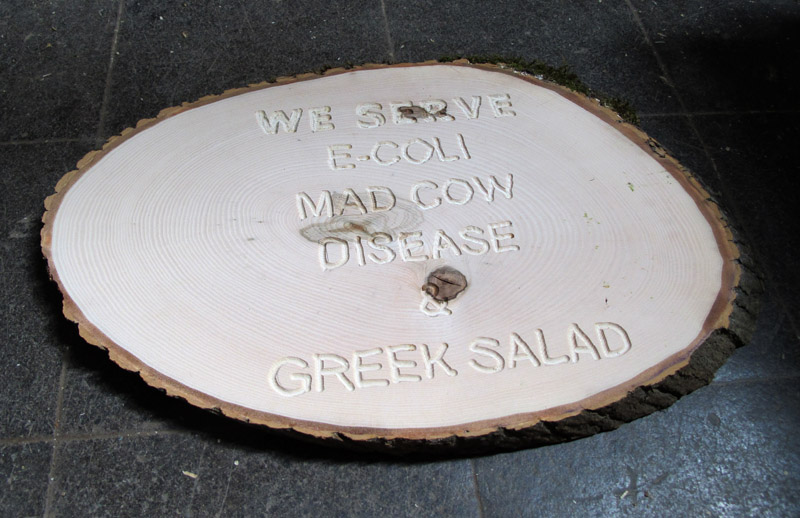 WE SERVE
E-COLI
MAD COW
DISEASE
&
GREEK SALAD